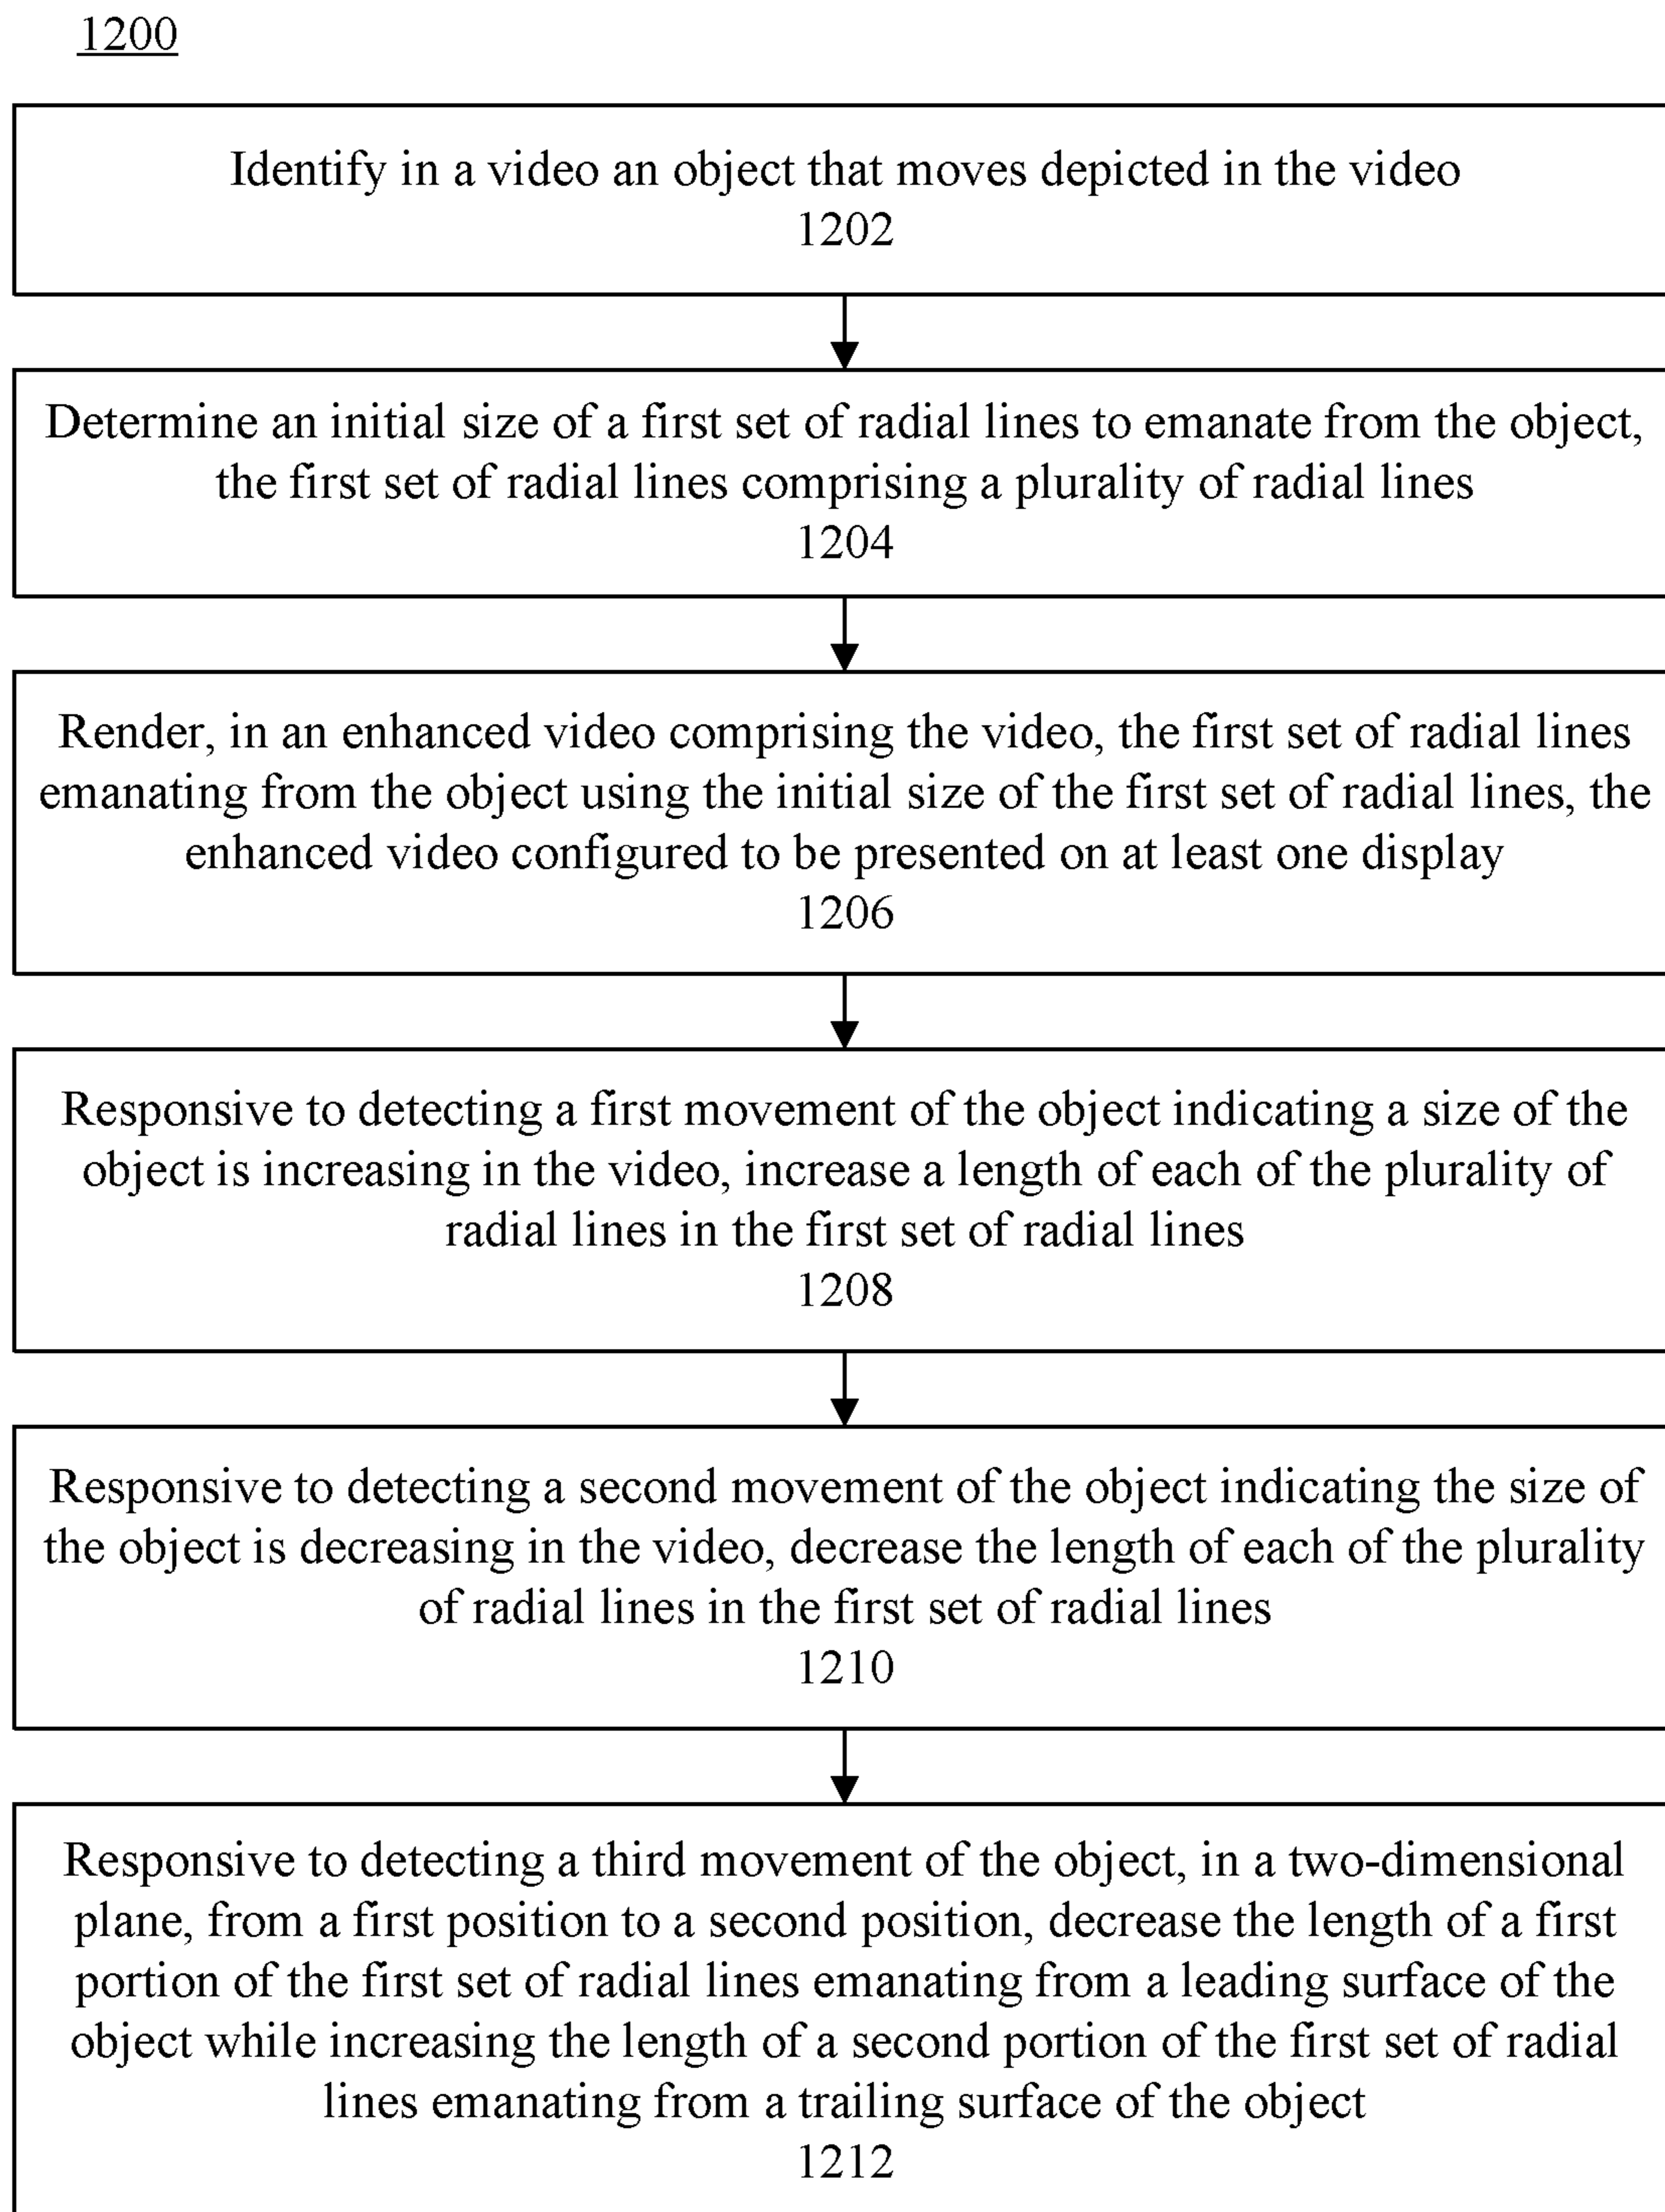 1200
Identify in a video an object that moves depicted in the video
1202
Determine an initial size of a first set of radial lines to emanate from the object,
the first set of radial lines comprising a plurality of radial lines
1204
Render, in an enhanced video comprising the video, the first set of radial lines
emanating from the object using the initial size of the first set of radial lines, the
enhanced video configured to be presented on at least one display
1206
Responsive to detecting a first movement of the object indicating a size of the
object is increasing in the video, increase a length of each of the plurality of
radial lines in the first set of radial lines
1208
Responsive to detecting a second movement of the object indicating the size of
the object is decreasing in the video, decrease the length of each of the plurality
of radial lines in the first set of radial lines
1210
Responsive to detecting a third movement of the object, in a two-dimensional
plane, from a first position to a second position, decrease the length of a first
portion of the first set of radial lines emanating from a leading surface of the
object while increasing the length of a second portion of the first set of radial
lines emanating from a trailing surface of the object
1212